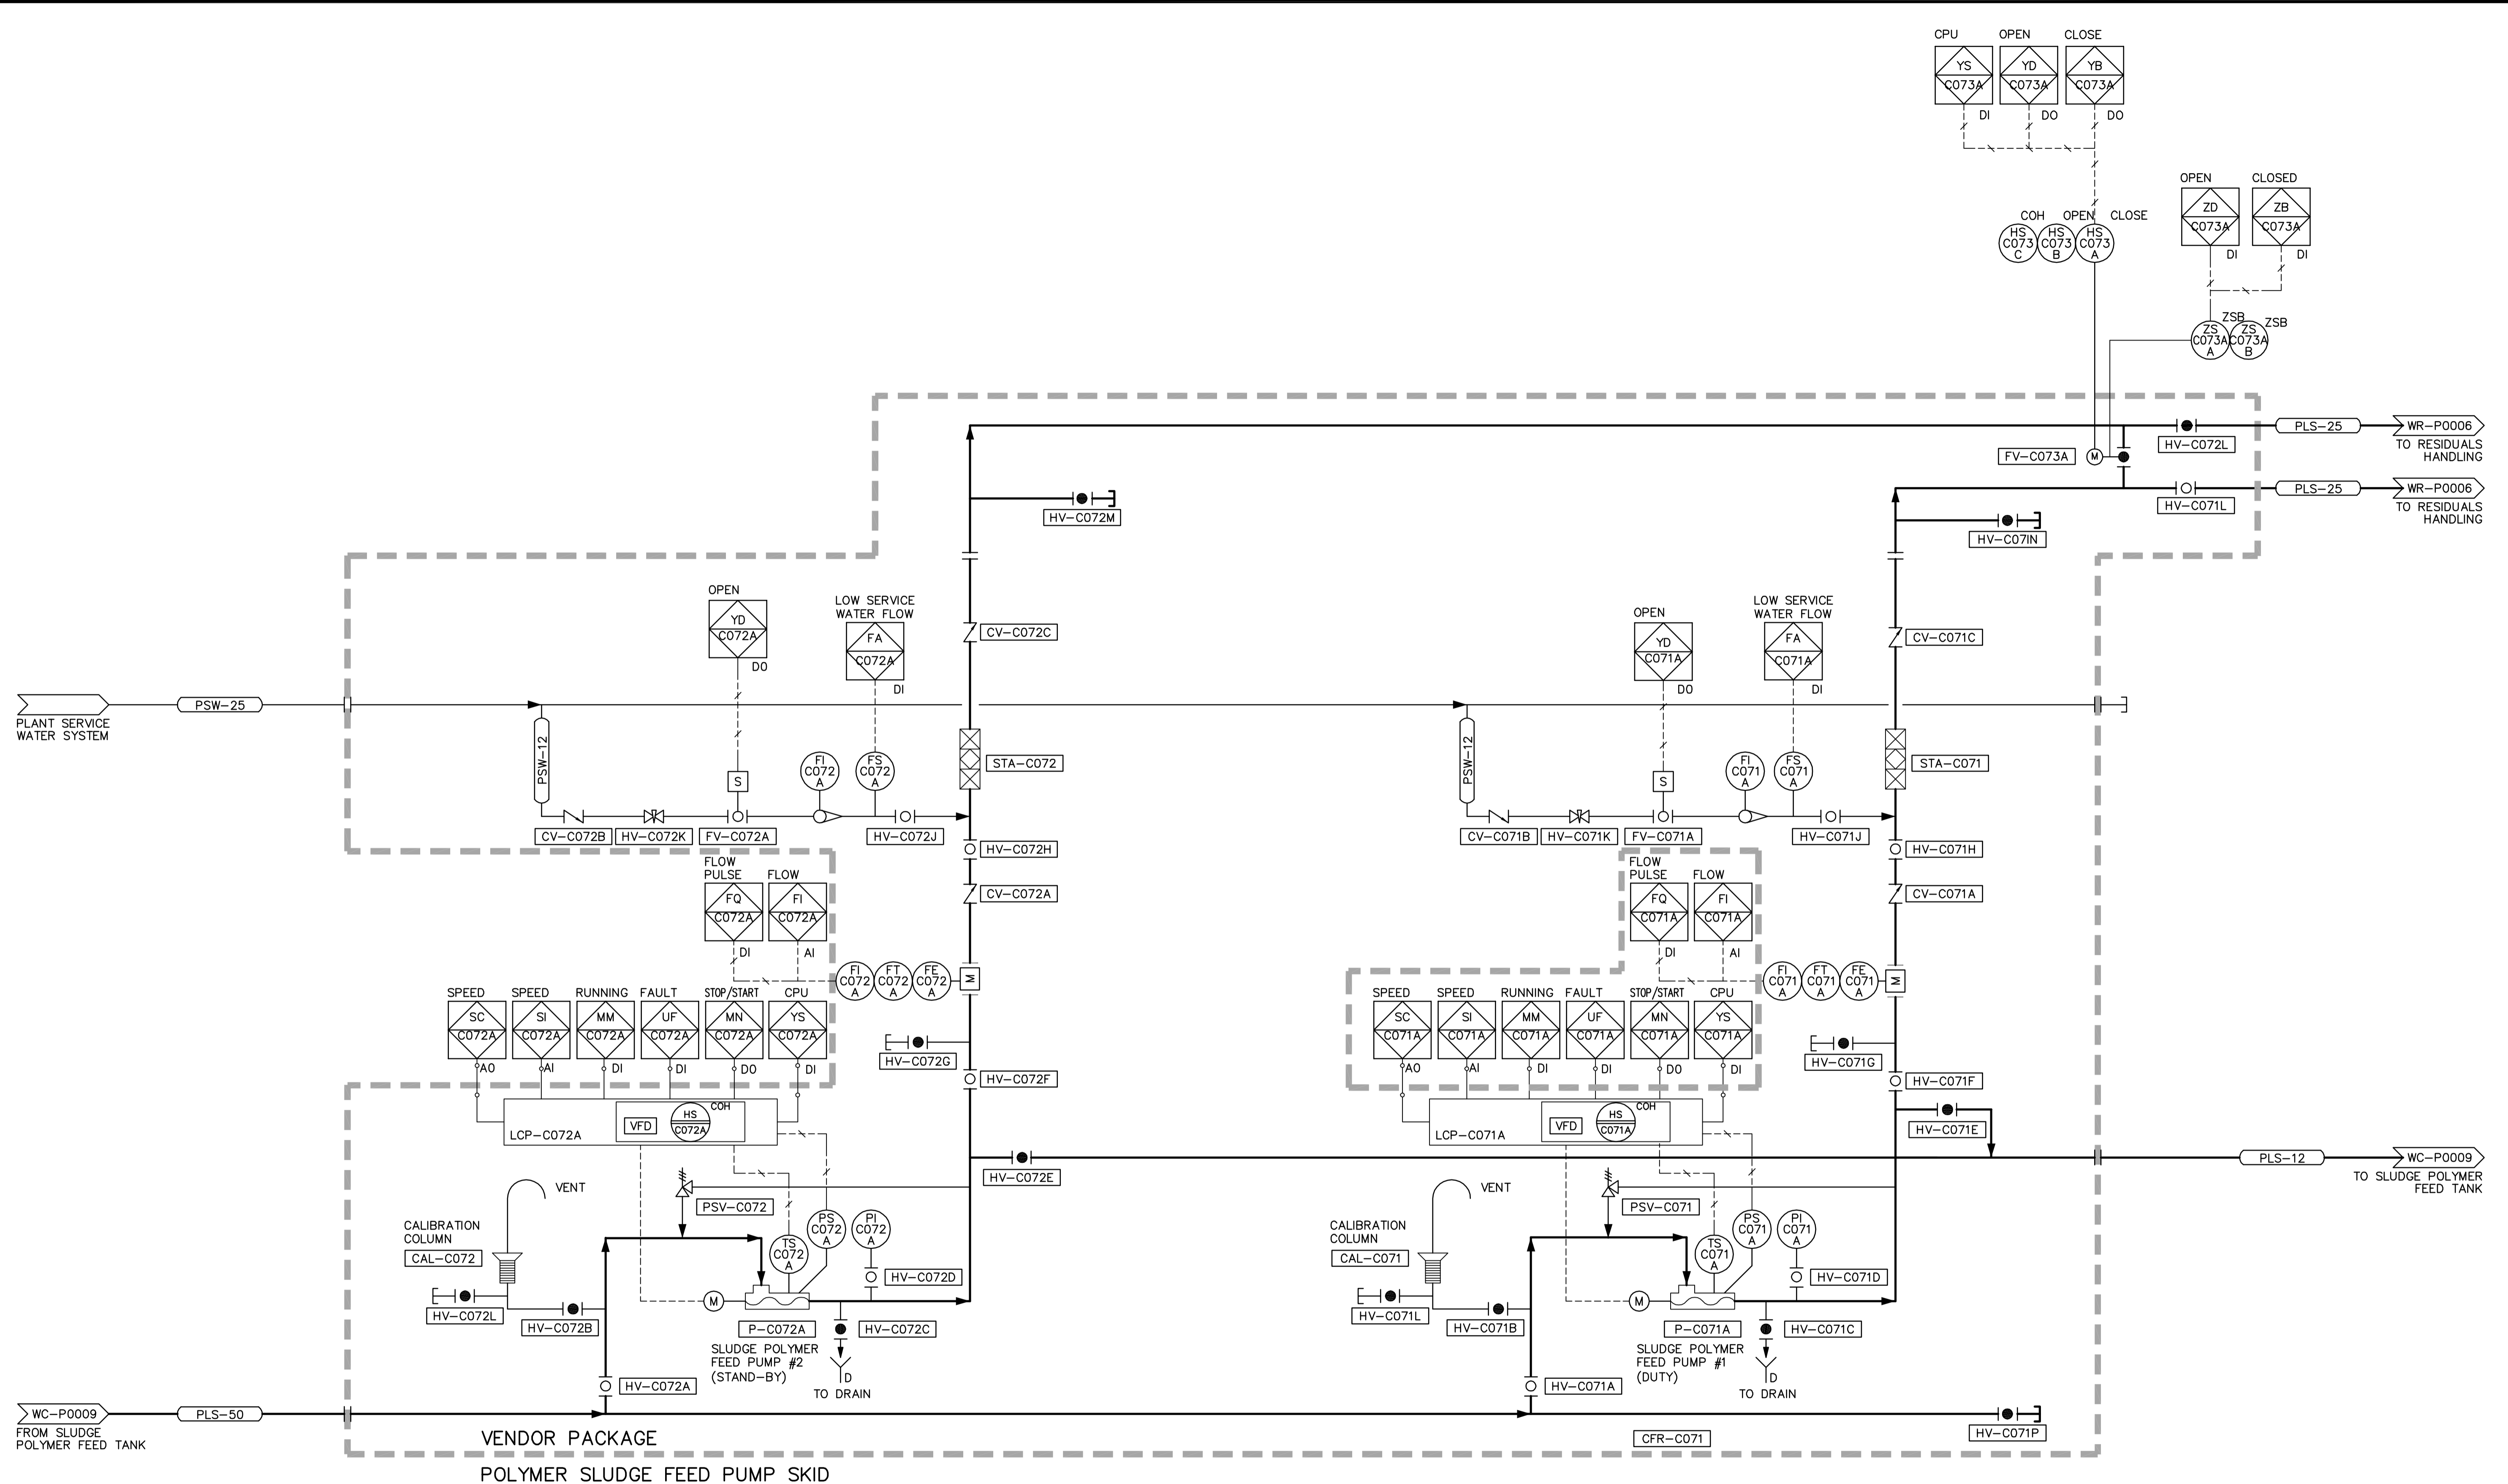 CPU OPEN CLOSE
YS YD YB
C073A C073A C073A
DI DO DO
OPEN CLOSED
ZD ZB
C073A C073A
DI DI
COH OPEN CLOSE
HS HS HS
C073 C073 C073
C B A
ZSB ZSB
ZS ZS
C073A C073A
A B
PLS-25 WR-P0006
HV-C072L
TO RESIDUALS
HANDLING
FV-C073A M
PLS-25 WR-P0006
HV-C071L
TO RESIDUALS
HANDLING
HV-C072M
HV-C07IN
OPEN
YD
C072A
DO
LOW SERVICE
WATER FLOW
FA
C072A
DI
CV-C072C
OPEN
YD
C071A
DO
LOW SERVICE
WATER FLOW
FA
C071A
DI
CV-C071C
PSW-25
PLANT SERVICE
WATER SYSTEM
PSW-12
S
FI
C072
A
FS
C072
A
STA-C072
CV-C072B HV-C072K FV-C072A HV-C072J
HV-C072H
PSW-12
S
FI
C071
A
FS
C071
A
STA-C071
CV-C071B HV-C071K FV-C071A HV-C071J
HV-C071H
FLOW
PULSE FLOW
FQ FI
C072A C072A
DI AI
CV-C072A
FI FT FE
C072 C072 C072
A A A
M
FLOW
PULSE FLOW
FQ FI
C071A C071A
DI AI
CV-C071A
FI FT FE
C071 C071 C071
A A A
M
SPEED SPEED RUNNING FAULT STOP/START CPU
SC SI MM UF MN YS
C072A C072A C072A C072A C072A C072A
AO AI DI DI DO DI
HV-C072G
HV-C072F
SPEED SPEED RUNNING FAULT STOP/START CPU
SC SI MM UF MN YS
C071A C071A C071A C071A C071A C071A
AO AI DI DI DO DI
HV-C071G
HV-C071F
LCP-C072A VFD
HS
C072A
COH
LCP-C071A VFD
HS
C071A
COH
HV-C071E
HV-C072E
PLS-12 WC-P0009
TO SLUDGE POLYMER
FEED TANK
VENT
PSV-C072
CALIBRATION
COLUMN
CAL-C072
TS
C072
A
PS
C072
A
PI
C072
A
HV-C072D
HV-C072L
HV-C072B
M
P-C072A
HV-C072C
SLUDGE POLYMER
FEED PUMP #2
(STAND-BY)
D
TO DRAIN
HV-C072A
VENT
PSV-C071
CALIBRATION
COLUMN
CAL-C071
TS
C071
A
PS
C071
A
PI
C071
A
HV-C071D
HV-C071L
HV-C071B
M
P-C071A
HV-C071C
SLUDGE POLYMER
FEED PUMP #1
(DUTY)
D
TO DRAIN
HV-C071A
WC-P0009 PLS-50
FROM SLUDGE
POLYMER FEED TANK
HV-C071P
CFR-C071
VENDOR PACKAGE
POLYMER SLUDGE FEED PUMP SKID